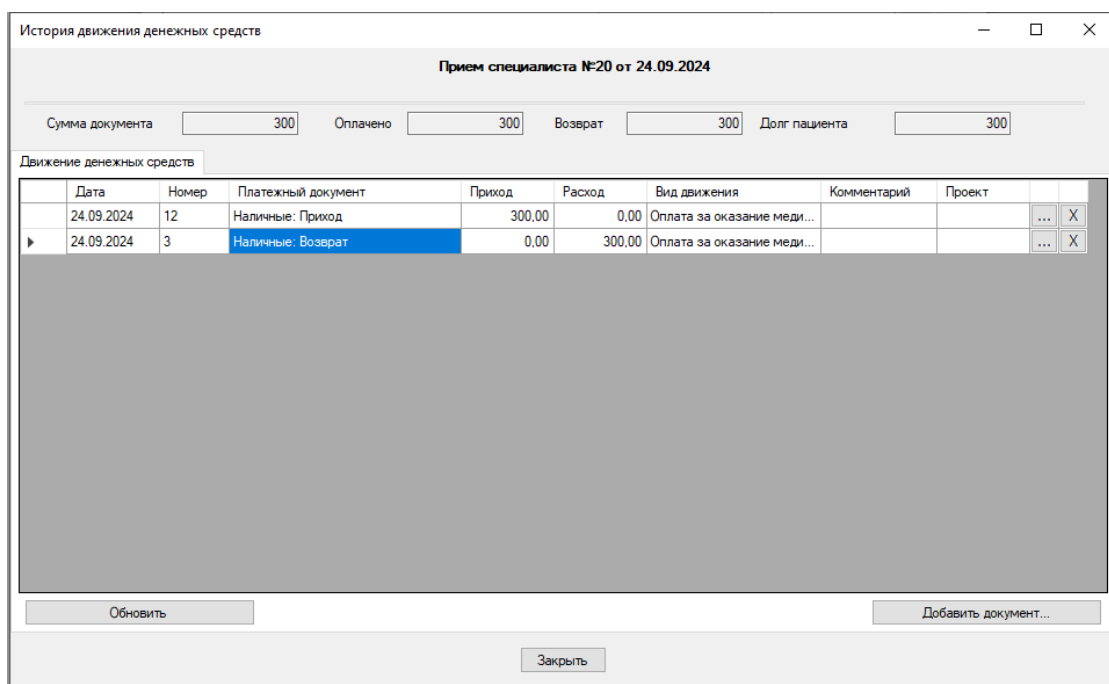 История движения денежных средств
Прием специалиста №20 от 24.09.2024
Сумма документа 300 Оплачено 300 Возврат 300 Долг пациента 300
Движение денежных средств
Дата Номер Платежный документ Приход Расход Вид движения Комментарий Проект
24.09.2024 12 Наличные: Приход 300,00 0,00 Оплата за оказание меди... ... X
24.09.2024 3 Наличные: Возврат 0,00 300,00 Оплата за оказание меди... ... X
Обновить Добавить документ...
Закрыть